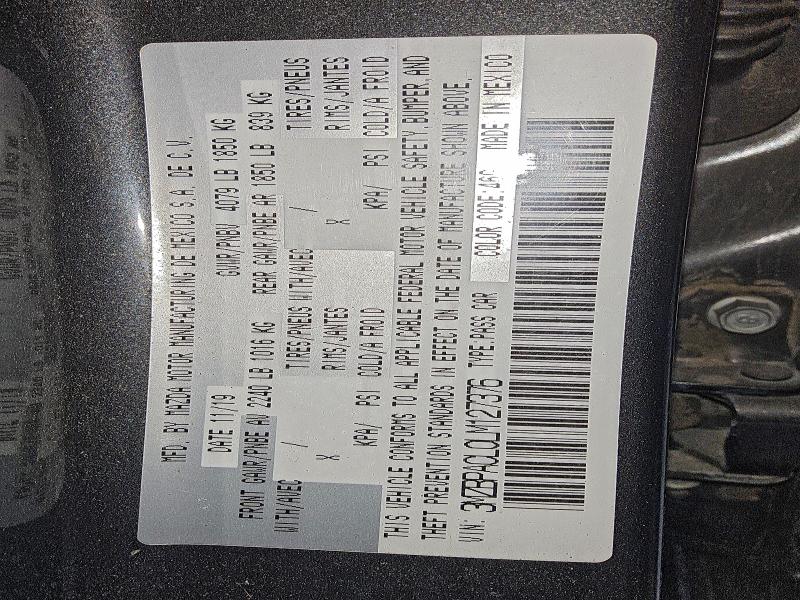 MFD. BY MAZDA MOTOR MANUFACTURING DE MEXICO S.A. DE C.V.
DATE 11/19 GVWR/PNBV 4079 LB 1850 KG
FRONT GAWR/PNBE AV 2240 LB 1016 KG REAR GAWR/PNBE AR 1850 LB 839 KG
WITH/AVEC / TIRES/PNEUS WITH/AVEC / TIRES/PNEUS
X RIMS/JANTES X RIMS/JANTES
KPA/ PSI COLD/A FROID KPA/ PSI COLD/A FROID
THIS VEHICLE CONFORMS TO ALL APPLICABLE FEDERAL MOTOR VEHICLE SAFETY, BUMPER, AND
THEFT PREVENTION STANDARDS IN EFFECT ON THE DATE OF MANUFACTURE SHOWN ABOVE.
VIN: 3MZBPACL0LM127376 TYPE:PASS CAR COLOR CODE:46G MADE IN MEXICO